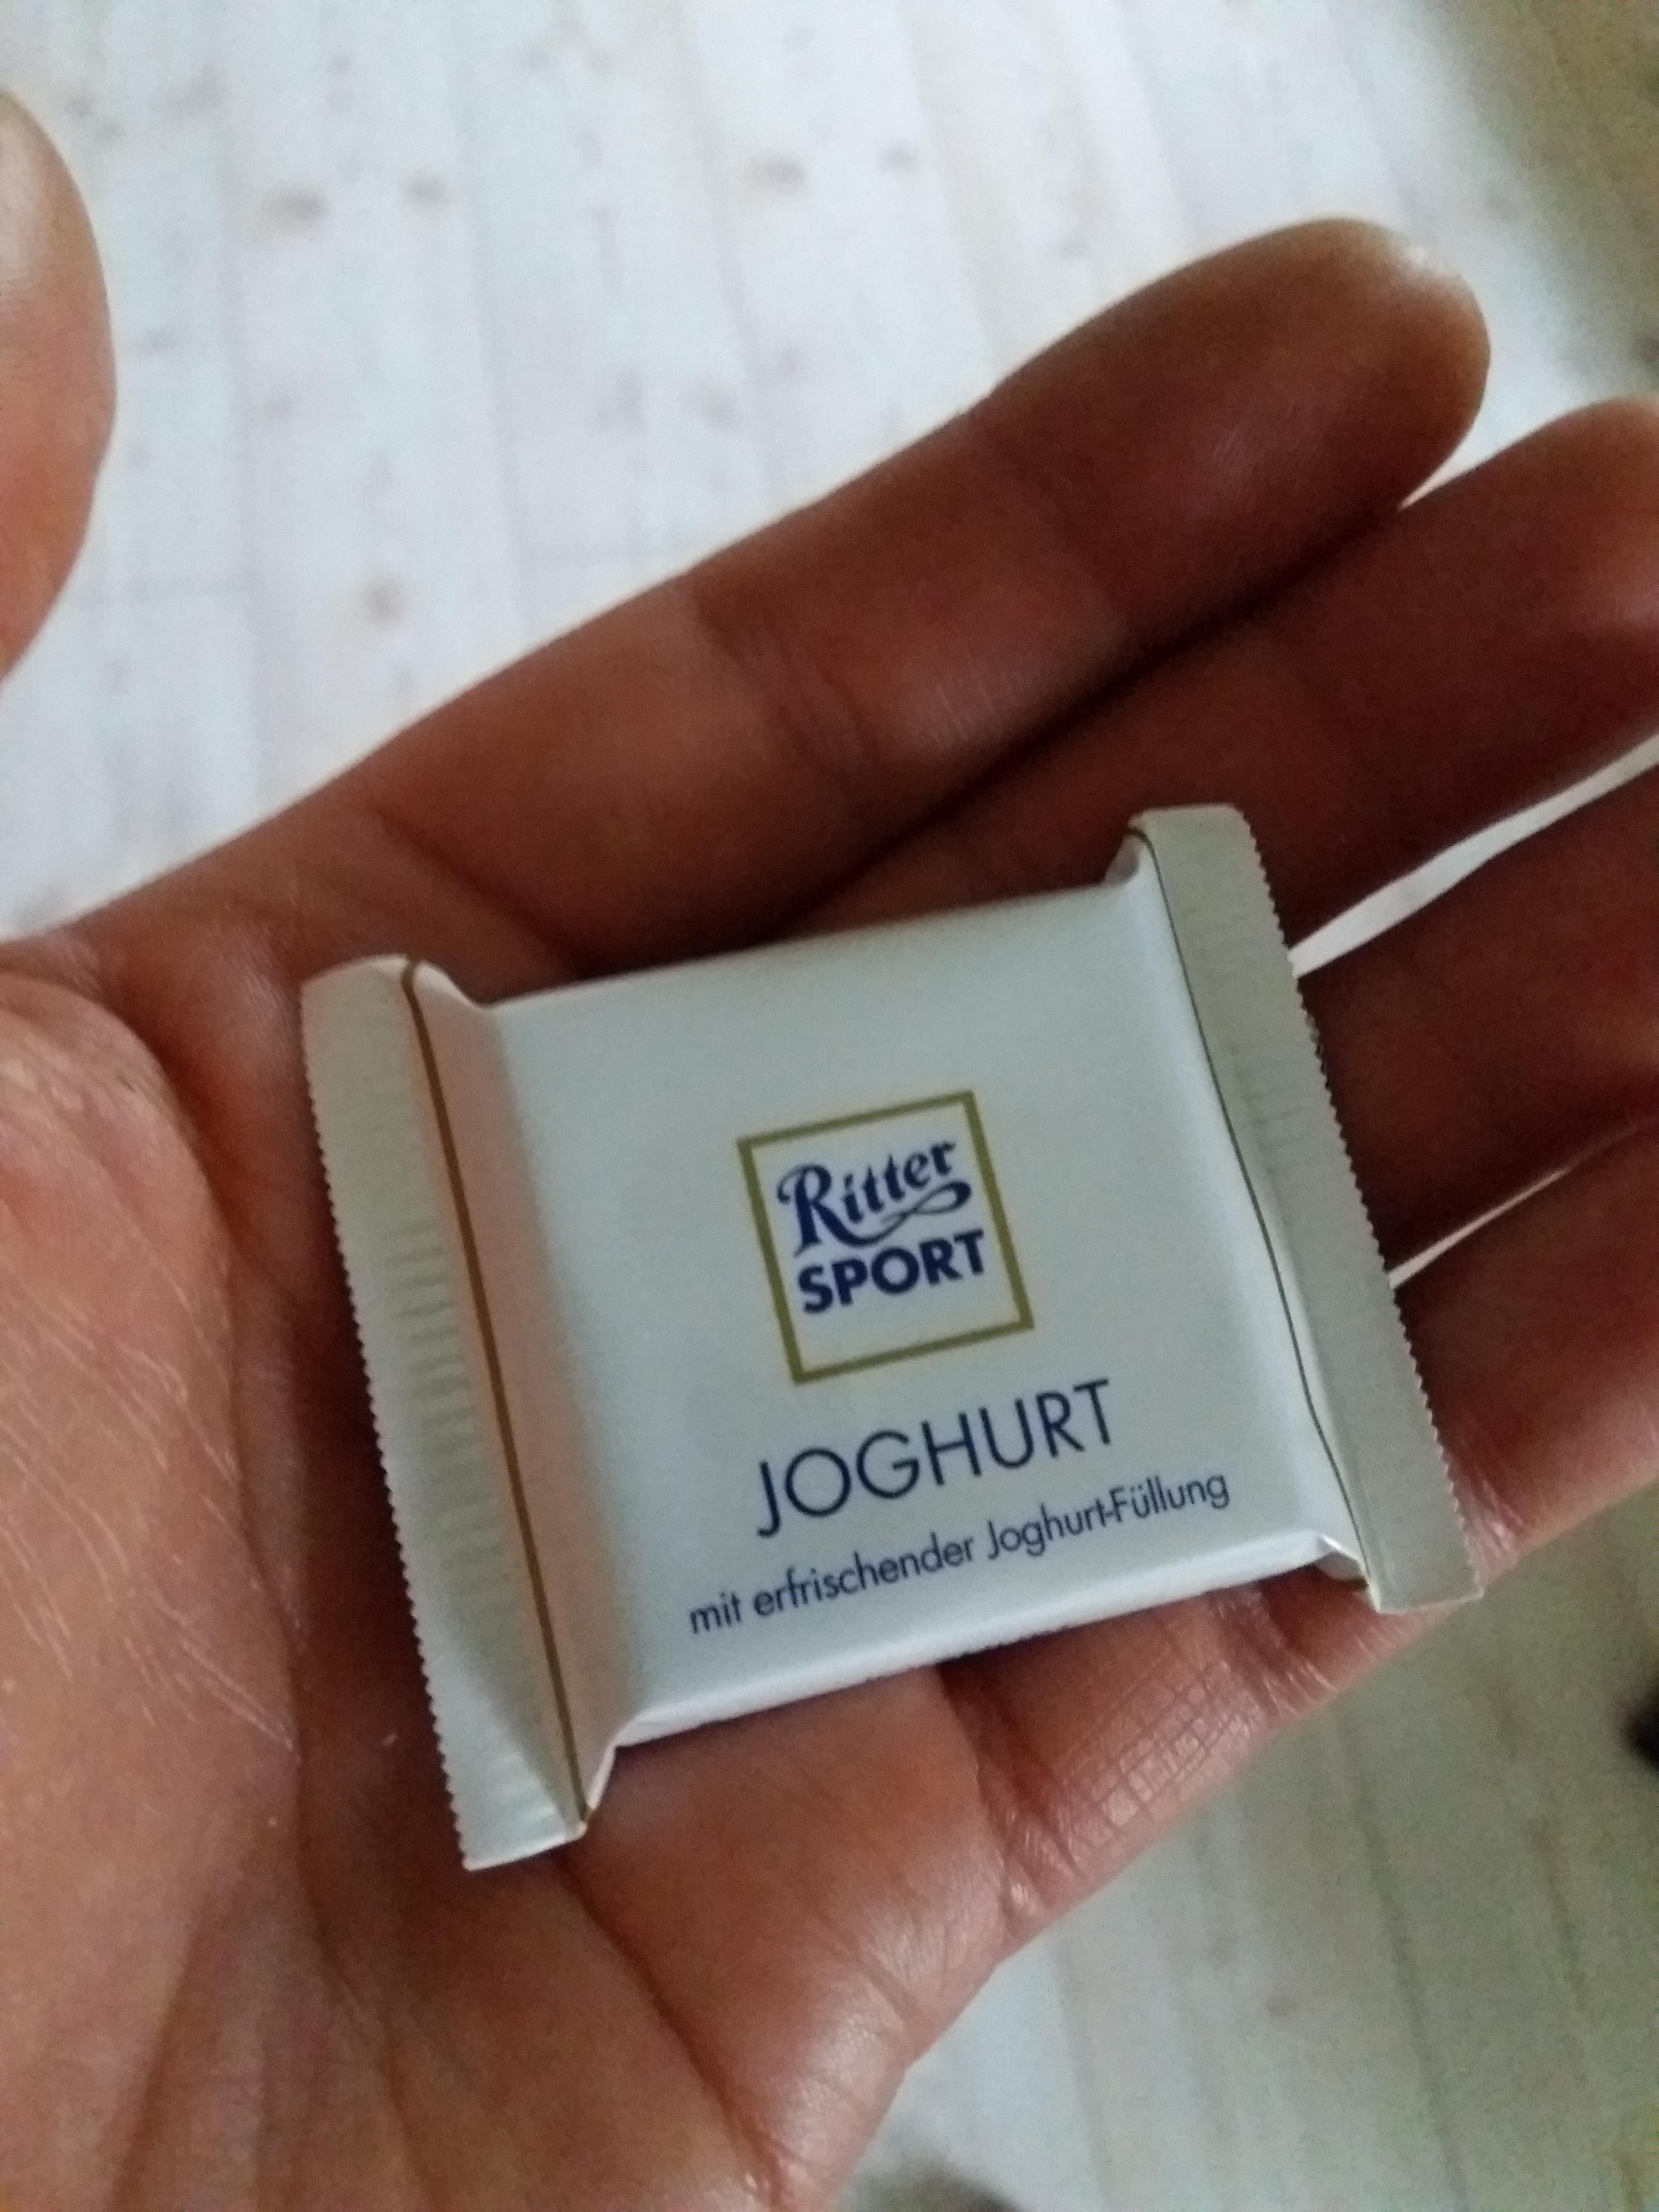 Ritter
SPORT
JOGHURT
mit erfrischender Joghurt-Füllung